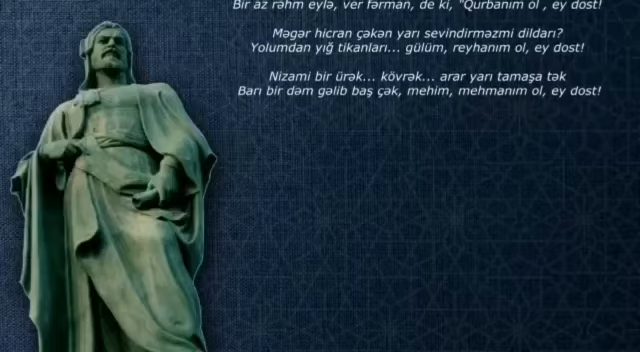 Bir az rəhm eylə, ver fərman, de ki, "Qurbanım ol , ey dost!
Məgər hicran çəkən yarı sevindirməzmi dildarı?
Yolumdan yığ tikanları... gülüm, reyhanım ol, ey dost!
Nizami bir ürək... kövrək... arar yarı tamaşa tək
Barı bir dəm gəlib baş çək, mehim, mehmanım ol, ey dost!